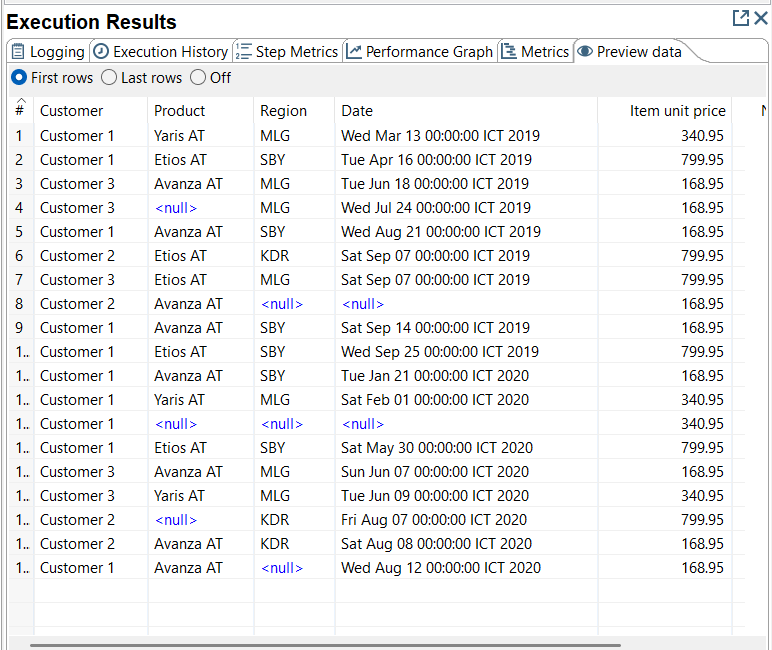 Execution Results
Logging Execution History Step Metrics Performance Graph Metrics Preview data
First rows Last rows Off
# Customer Product Region Date Item unit price
1 Customer 1 Yaris AT MLG Wed Mar 13 00:00:00 ICT 2019 340.95
2 Customer 1 Etios AT SBY Tue Apr 16 00:00:00 ICT 2019 799.95
3 Customer 3 Avanza AT MLG Tue Jun 18 00:00:00 ICT 2019 168.95
4 Customer 3 <null> MLG Wed Jul 24 00:00:00 ICT 2019 168.95
5 Customer 1 Avanza AT SBY Wed Aug 21 00:00:00 ICT 2019 168.95
6 Customer 2 Etios AT KDR Sat Sep 07 00:00:00 ICT 2019 799.95
7 Customer 3 Etios AT MLG Sat Sep 07 00:00:00 ICT 2019 799.95
8 Customer 2 Avanza AT <null> <null> 168.95
9 Customer 1 Avanza AT SBY Sat Sep 14 00:00:00 ICT 2019 168.95
1.. Customer 1 Etios AT SBY Wed Sep 25 00:00:00 ICT 2019 799.95
1.. Customer 1 Avanza AT SBY Tue Jan 21 00:00:00 ICT 2020 168.95
1.. Customer 1 Yaris AT MLG Sat Feb 01 00:00:00 ICT 2020 340.95
1.. Customer 1 <null> <null> <null> 340.95
1.. Customer 1 Etios AT SBY Sat May 30 00:00:00 ICT 2020 799.95
1.. Customer 3 Avanza AT MLG Sun Jun 07 00:00:00 ICT 2020 168.95
1.. Customer 3 Yaris AT MLG Tue Jun 09 00:00:00 ICT 2020 340.95
1.. Customer 2 <null> KDR Fri Aug 07 00:00:00 ICT 2020 799.95
1.. Customer 2 Avanza AT KDR Sat Aug 08 00:00:00 ICT 2020 168.95
1.. Customer 1 Avanza AT <null> Wed Aug 12 00:00:00 ICT 2020 168.95